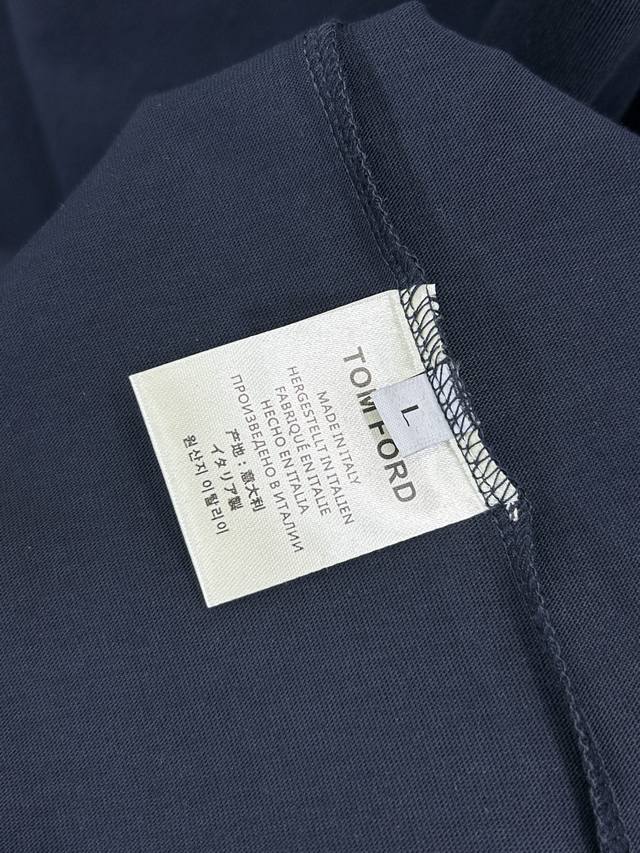 TOM FORD
L
MADE IN ITALY
HERGESTELLT IN ITALIEN
FABRIQUÉ EN ITALIE
HECHO EN ITALIA
ПРОИЗВЕДЕНО В ИТАЛИИ
产地：意大利
イタリア製
원산지 이탈리아